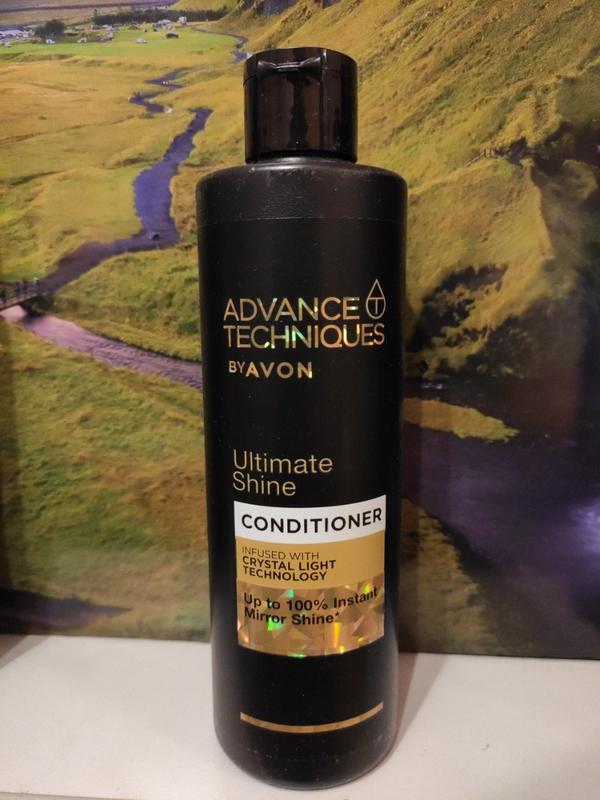 ADVANCE T
TECHNIQUES
BY AVON
Ultimate
Shine
CONDITIONER
INFUSED WITH
CRYSTAL LIGHT
TECHNOLOGY
Up to 100% Instant
Mirror Shine*